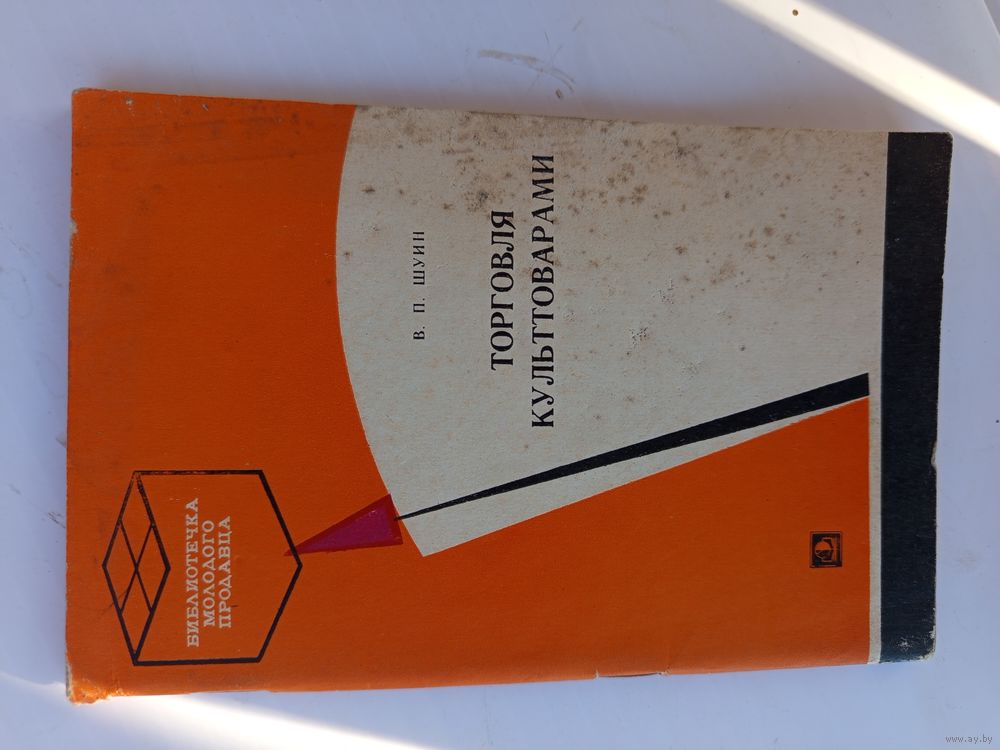 БИБЛИОТЕЧКА
МОЛОДОГО
ПРОДАВЦА
В. П. ШУИН
ТОРГОВЛЯ
КУЛЬТТОВАРАМИ
www.ay.by